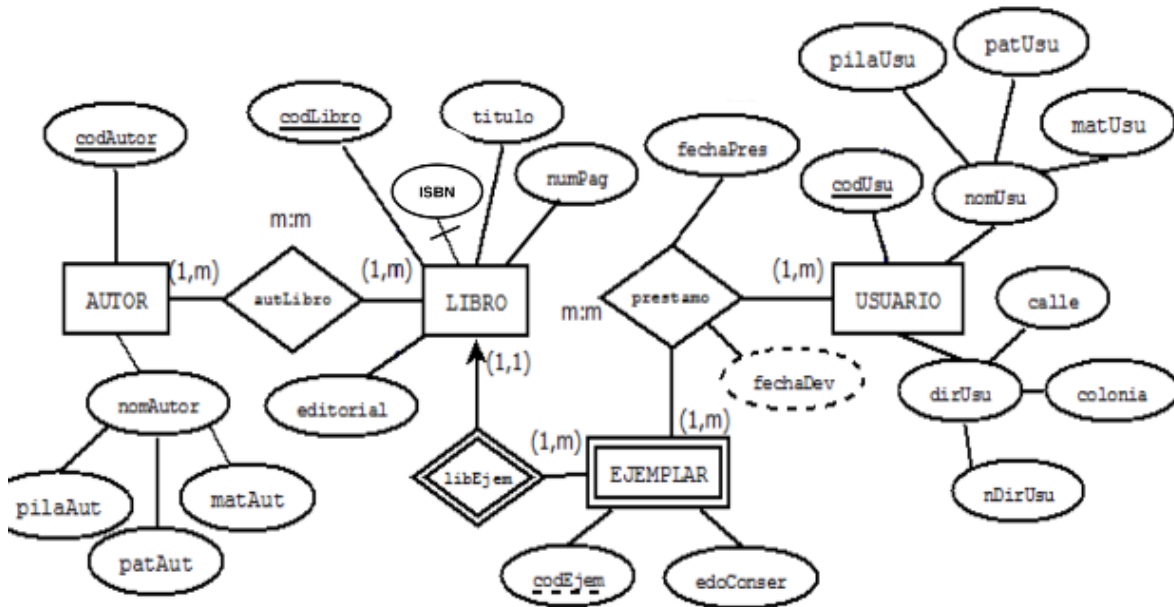 pilaUsu
patUsu
codLibro
titulo
matUsu
codAutor
fechaPres
numPag
ISBN
codUsu
nomUsu
m:m
(1,m)
(1,m)
(1,m)
AUTOR
autLibro
LIBRO
prestamo
USUARIO
calle
m:m
(1,1)
fechaDev
dirUsu
colonia
nomAutor
editorial
(1,m)
(1,m)
libEjem
EJEMPLAR
matAut
nDirUsu
pilaAut
patAut
codEjem
edoConser